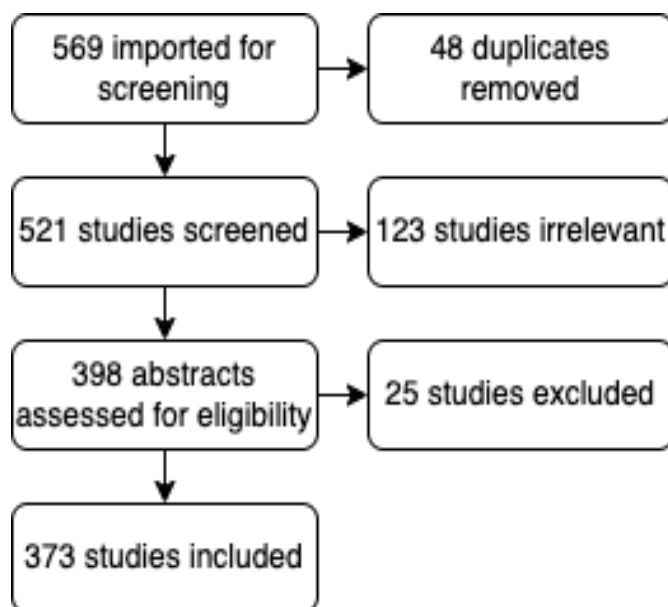 569 imported for
screening
48 duplicates
removed
521 studies screened
123 studies irrelevant
398 abstracts
assessed for eligibility
25 studies excluded
373 studies included